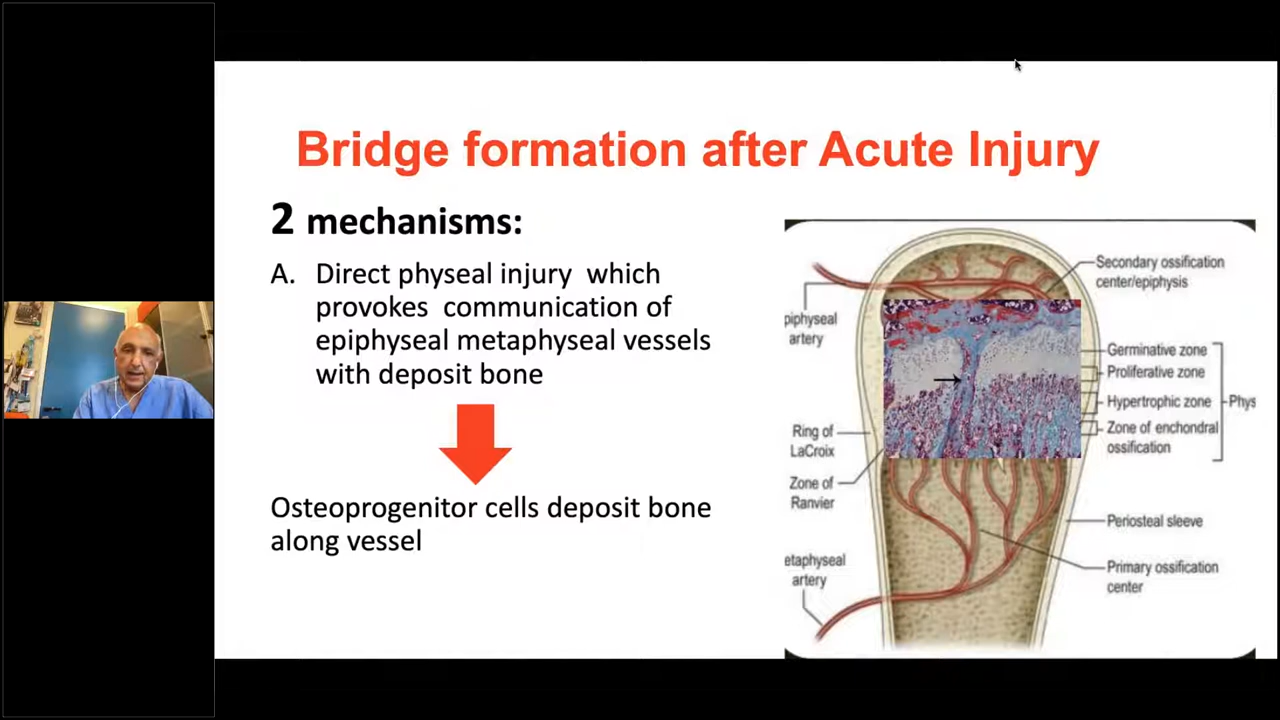 Bridge formation after Acute Injury
2 mechanisms:
A. Direct physeal injury which
provokes communication of
epiphyseal metaphyseal vessels
with deposit bone
Osteoprogenitor cells deposit bone
along vessel
Secondary ossification
center/epiphysis
piphyseal
artery
Germinative zone
Proliferative zone
Hypertrophic zone
Phys
Zone of enchondral
ossification
Ring of
LaCroix
Zone of
Ranvier
Periosteal sleeve
etaphyseal
artery
Primary ossification
center